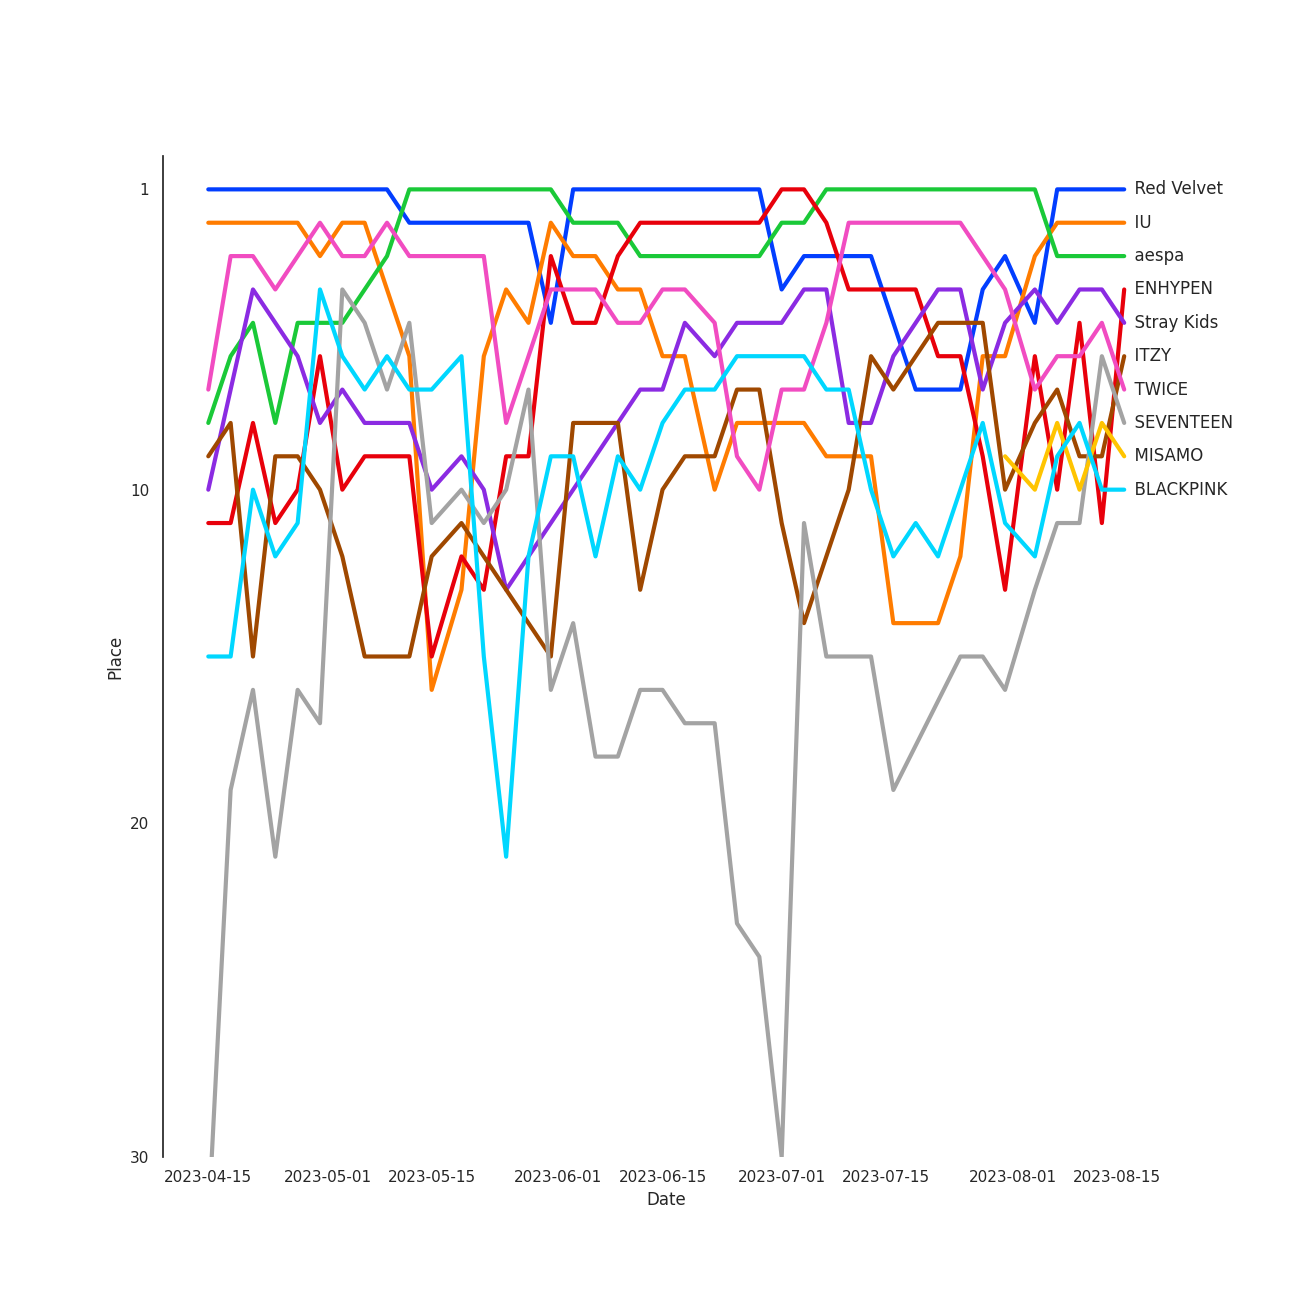 1
10
20
30
Place
Red Velvet
IU
aespa
ENHYPEN
Stray Kids
ITZY
TWICE
SEVENTEEN
MISAMO
BLACKPINK
2023-04-15 2023-05-01 2023-05-15 2023-06-01 2023-06-15 2023-07-01 2023-07-15 2023-08-01 2023-08-15
Date